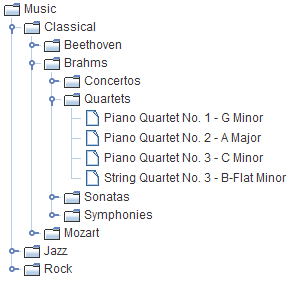 Music
Classical
Beethoven
Brahms
Concertos
Quartets
Piano Quartet No. 1 - G Minor
Piano Quartet No. 2 - A Major
Piano Quartet No. 3 - C Minor
String Quartet No. 3 - B-Flat Minor
Sonatas
Symphonies
Mozart
Jazz
Rock